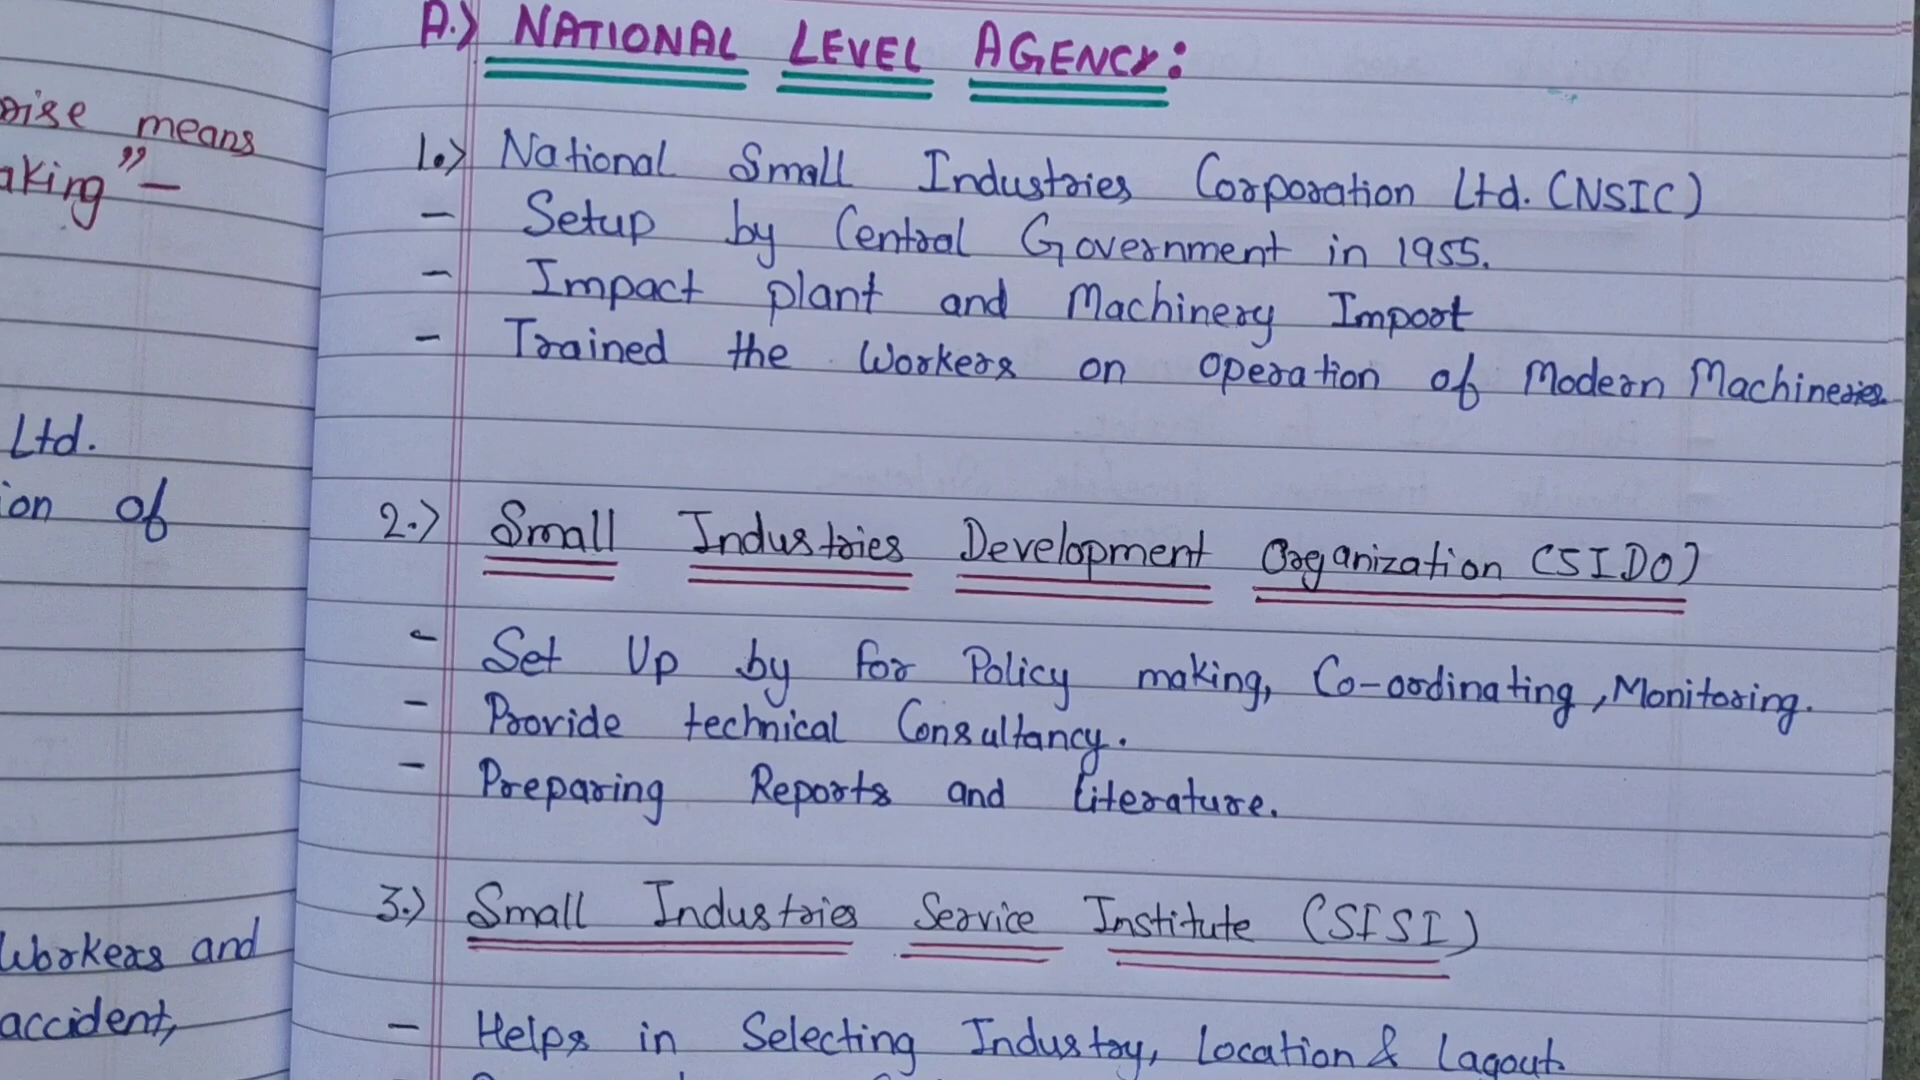 oise means
aking" -
Ltd.
ion of
Workers and
accident,
A.) NATIONAL LEVEL AGENCY:
1.) National Small Industries Corporation Ltd. (NSIC)
- Setup by Central Government in 1955.
- Impact plant and Machinery Import
- Trained the Workers on operation of Modern Machineries
2.) Small Industries Development Organization (SIDO)
- Set Up by for Policy making, Co-ordinating, Monitoring.
- Provide technical Consultancy.
- Preparing Reports and Literature.
3.) Small Industries Service Institute (SISI)
- Helps in Selecting Industry, Location & Layout